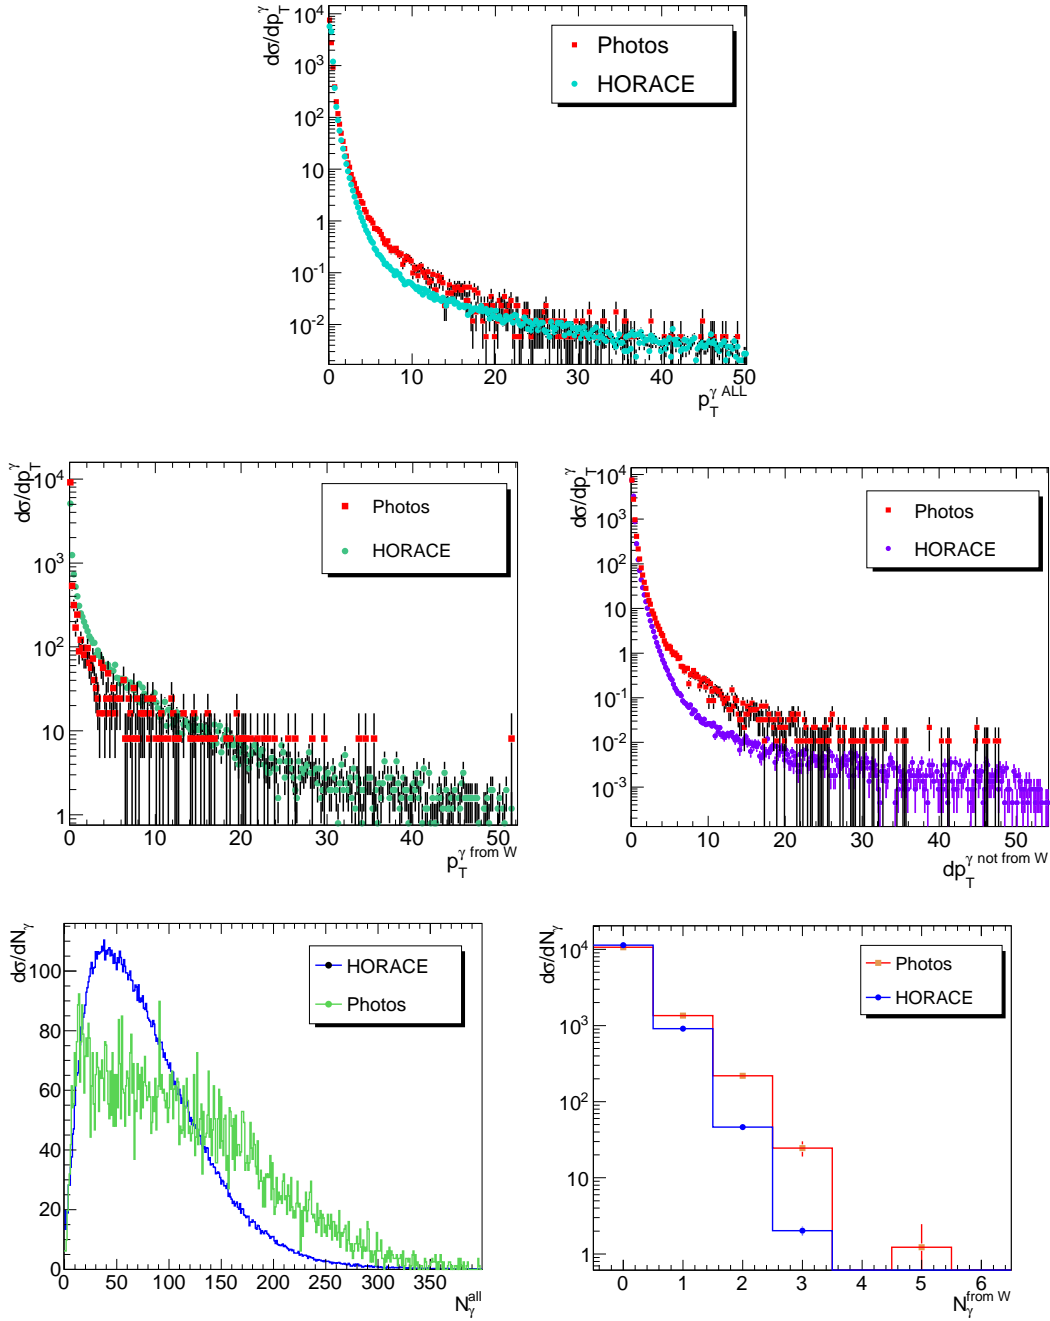 dσ/dp_T^γ
10^4
10^3
10^2
10
1
10^-1
10^-2
Photos
HORACE
0 10 20 30 40 50
p_T^γ ALL
dσ/dp_T^γ
10^4
10^3
10^2
10
1
Photos
HORACE
0 10 20 30 40 50
p_T^γ from W
dσ/dp_T^γ
10^4
10^3
10^2
10
1
10^-1
10^-2
10^-3
Photos
HORACE
0 10 20 30 40 50
dp_T^γ not from W
dσ/dN_γ
100
80
60
40
20
0
HORACE
Photos
0 50 100 150 200 250 300 350
N_γ^all
dσ/dN_γ
10^4
10^3
10^2
10
1
Photos
HORACE
0 1 2 3 4 5 6
N_γ^from W